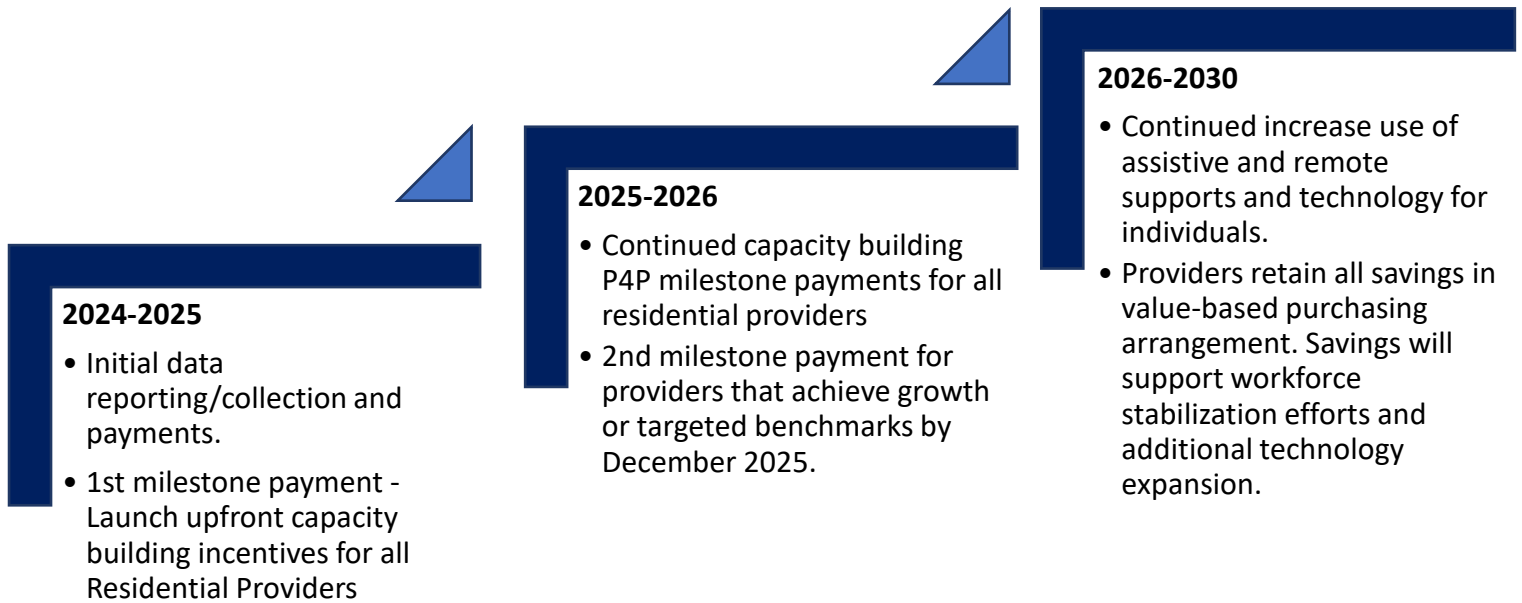 2024-2025
• Initial data
reporting/collection and
payments.
• 1st milestone payment -
Launch upfront capacity
building incentives for all
Residential Providers
2025-2026
• Continued capacity building
P4P milestone payments for all
residential providers
• 2nd milestone payment for
providers that achieve growth
or targeted benchmarks by
December 2025.
2026-2030
• Continued increase use of
assistive and remote
supports and technology for
individuals.
• Providers retain all savings in
value-based purchasing
arrangement. Savings will
support workforce
stabilization efforts and
additional technology
expansion.